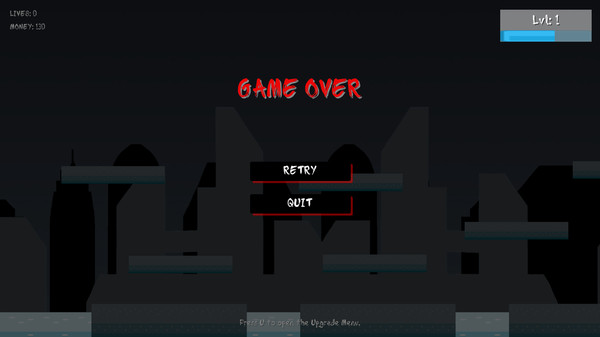 LIVES: 0
MONEY: 130
Lvl: 1
GAME OVER
RETRY
QUIT
Press U to open the Upgrade Menu.